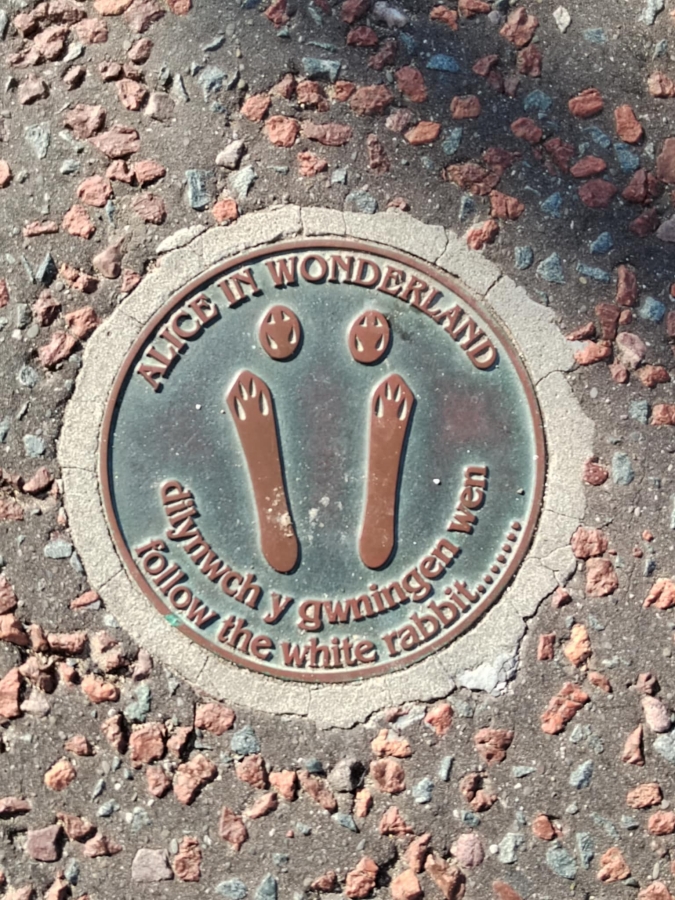 ALICE IN WONDERLAND
dilynwch y gwningen wen
follow the white rabbit.......